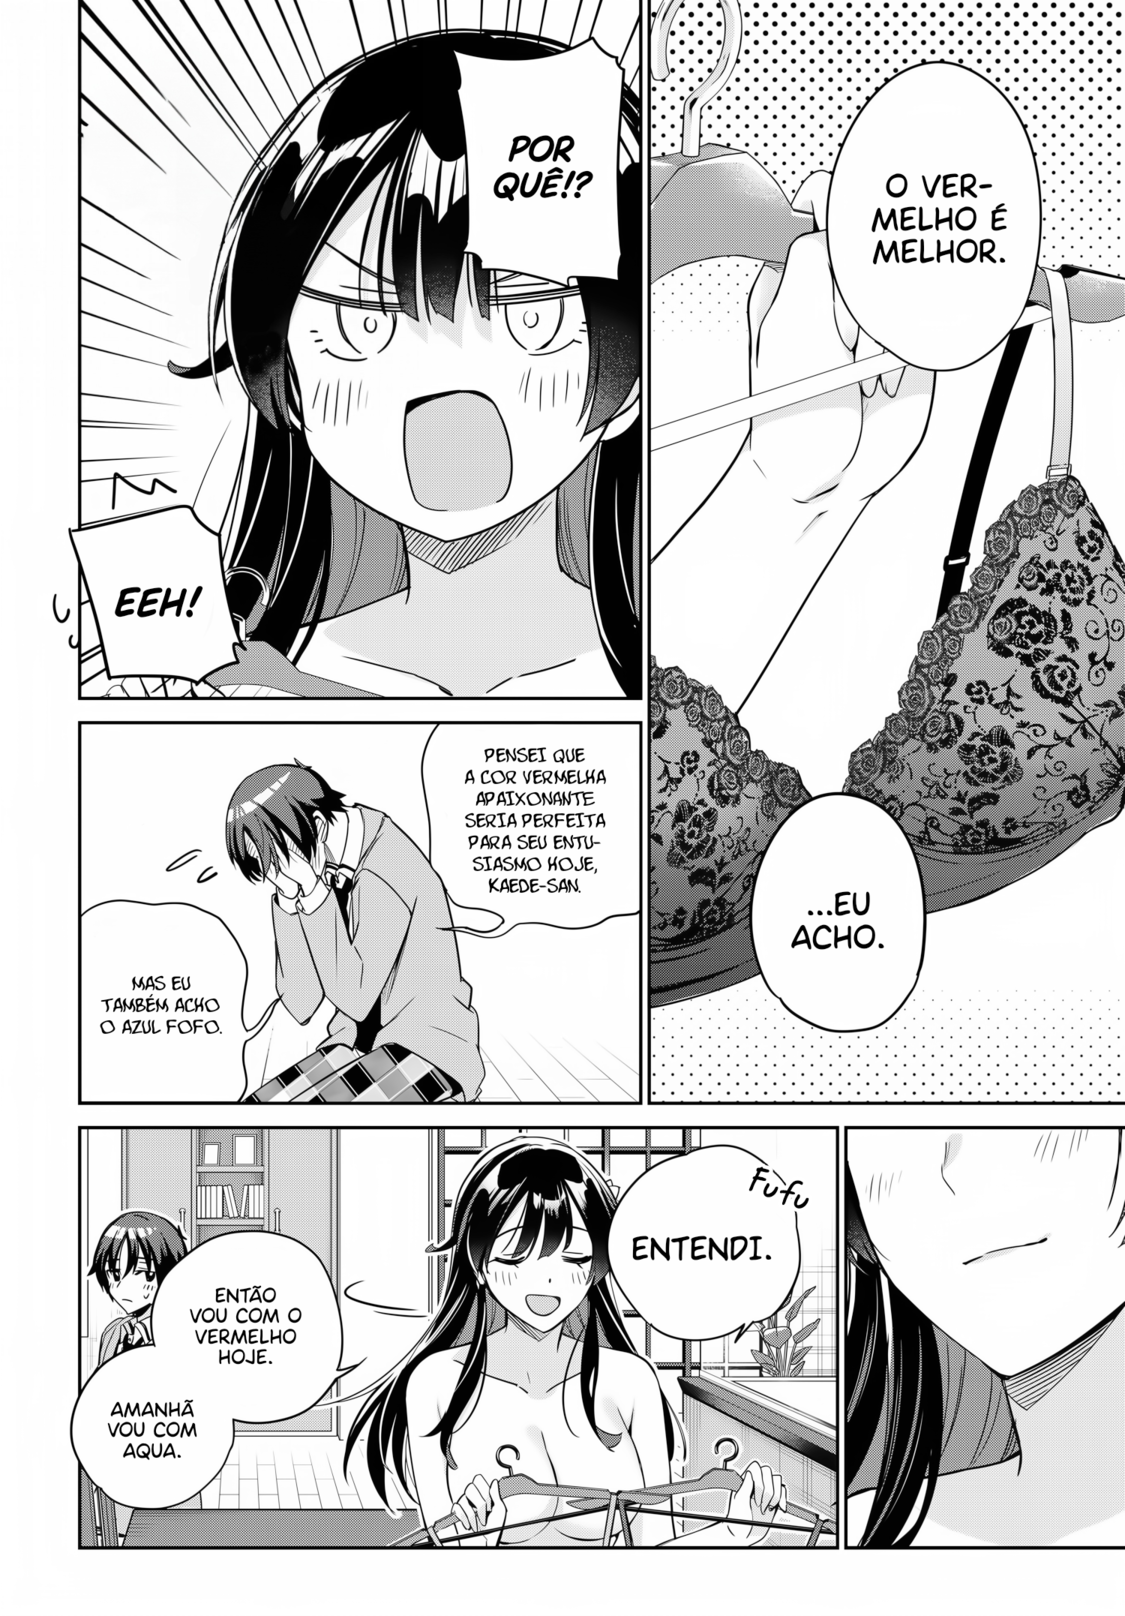 O VER-
MELHO É
MELHOR.
...EU
ACHO.
POR
QUÊ!?
EEH!
PENSEI QUE
A COR VERMELHA
APAIXONANTE
SERIA PERFEITA
PARA SEU ENTU-
SIASMO HOJE,
KAEDE-SAN.
MAS EU
TAMBÉM ACHO
O AZUL FOFO.
FUFU
ENTENDI.
ENTÃO
VOU COM O
VERMELHO
HOJE.
AMANHÃ
VOU COM
AQUA.